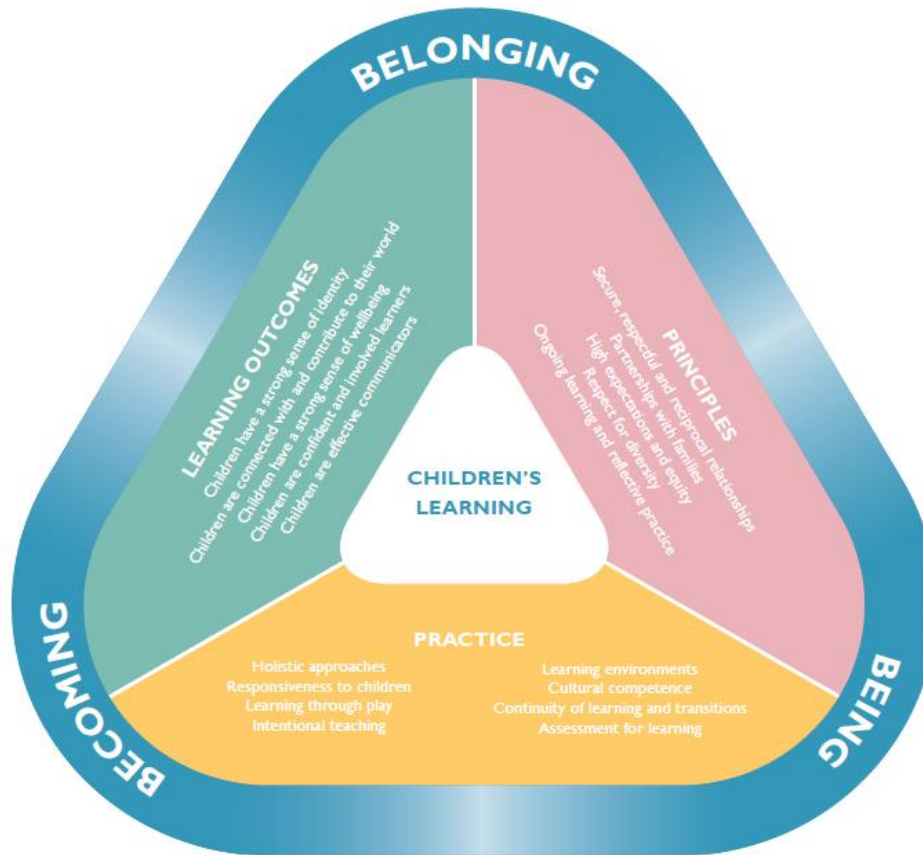 BELONGING
LEARNING OUTCOMES
Children have a strong sense of identity
Children are connected with and contribute to their world
Children have a strong sense of wellbeing
Children are confident and involved learners
Children are effective communicators
PRINCIPLES
Secure, respectful and reciprocal relationships
Partnerships with families
High expectations and equity
Respect for diversity
Ongoing learning and reflective practice
CHILDREN'S
LEARNING
PRACTICE
Holistic approaches
Responsiveness to children
Learning through play
Intentional teaching
Learning environments
Cultural competence
Continuity of learning and transitions
Assessment for learning
BECOMING
BEING